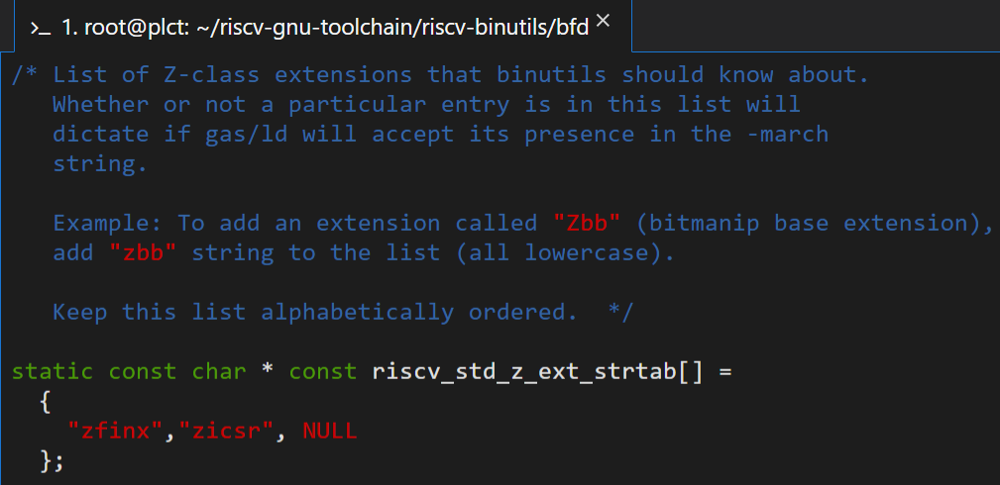 >_ 1. root@plct: ~/riscv-gnu-toolchain/riscv-binutils/bfd ×
/* List of Z-class extensions that binutils should know about.
   Whether or not a particular entry is in this list will
   dictate if gas/ld will accept its presence in the -march
   string.

   Example: To add an extension called "Zbb" (bitmanip base extension),
   add "zbb" string to the list (all lowercase).

   Keep this list alphabetically ordered.  */

static const char * const riscv_std_z_ext_strtab[] =
  {
    "zfinx","zicsr", NULL
  };